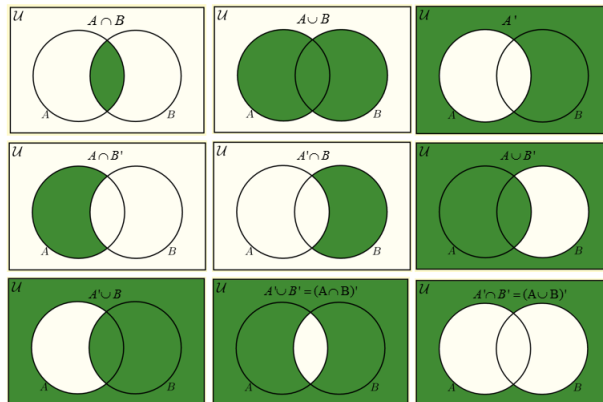 𝒰
A ∩ B
A
B
𝒰
A ∪ B
A
B
𝒰
A'
A
B
𝒰
A ∩ B'
A
B
𝒰
A' ∩ B
A
B
𝒰
A ∪ B'
A
B
𝒰
A' ∪ B
A
B
𝒰
A' ∪ B' = (A ∩ B)'
A
B
𝒰
A' ∩ B' = (A ∪ B)'
A
B